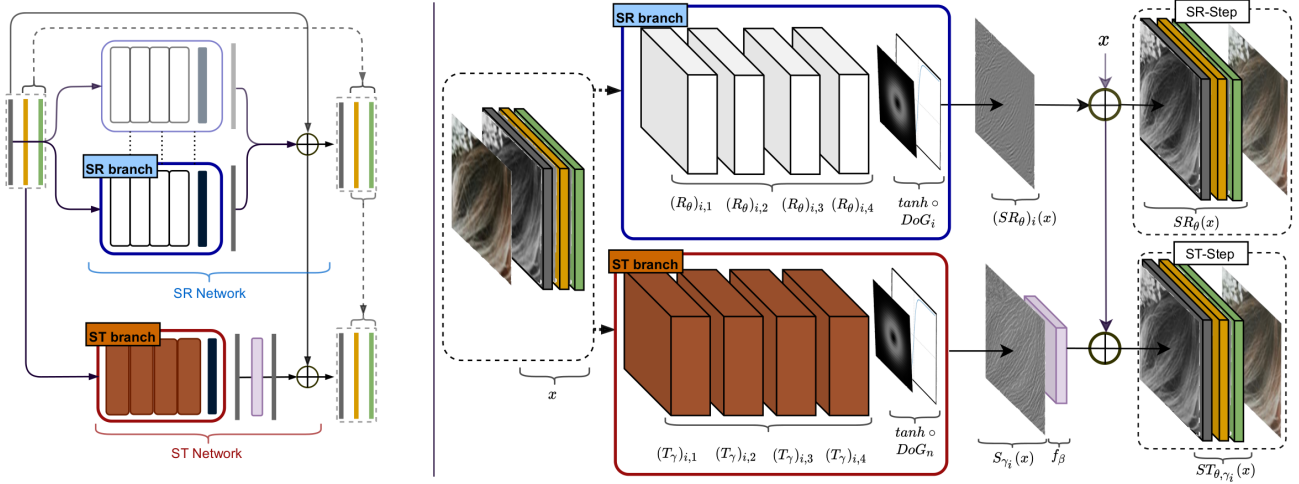 SR branch
SR Network
ST branch
ST Network
x
SR branch
(R_θ)_{i,1} (R_θ)_{i,2} (R_θ)_{i,3} (R_θ)_{i,4}
tanh ∘
DoG_i
(SR_θ)_i(x)
x
SR-Step
SR_θ(x)
ST branch
(T_γ)_{i,1} (T_γ)_{i,2} (T_γ)_{i,3} (T_γ)_{i,4}
tanh ∘
DoG_n
S_{γ_i}(x) f_β
ST-Step
ST_{θ,γ_i}(x)